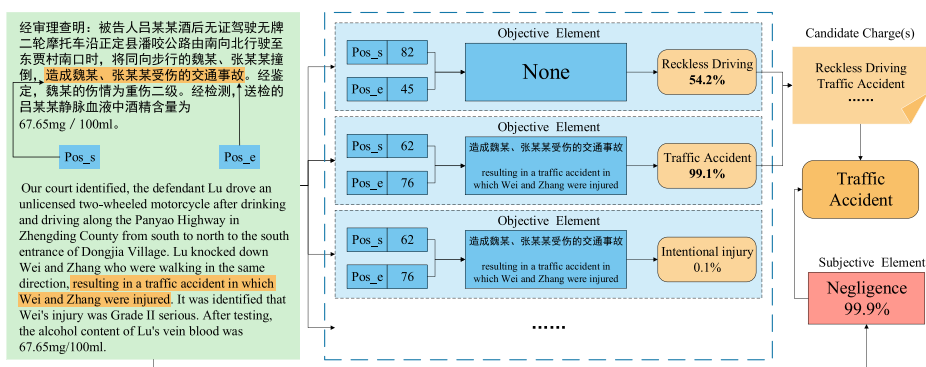 经审理查明：被告人吕某某酒后无证驾驶无牌
二轮摩托车沿正定县潘咬公路由南向北行驶至
东贾村南口时，将同向步行的魏某、张某某撞
倒，造成魏某、张某某受伤的交通事故。经鉴
定，魏某的伤情为重伤二级。经检测，送检的
吕某某静脉血液中酒精含量为
67.65mg / 100ml。
Pos_s
Pos_e
Our court identified, the defendant Lu drove an
unlicensed two-wheeled motorcycle after drinking
and driving along the Panyao Highway in
Zhengding County from south to north to the south
entrance of Dongjia Village. Lu knocked down
Wei and Zhang who were walking in the same
direction, resulting in a traffic accident in which
Wei and Zhang were injured. It was identified that
Wei's injury was Grade II serious. After testing,
the alcohol content of Lu's vein blood was
67.65mg/100ml.
Objective Element
Pos_s 82
Pos_e 45
None
Reckless Driving
54.2%
Objective Element
Pos_s 62
Pos_e 76
造成魏某、张某某受伤的交通事故
resulting in a traffic accident in
which Wei and Zhang were injured
Traffic Accident
99.1%
Objective Element
Pos_s 62
Pos_e 76
造成魏某、张某某受伤的交通事故
resulting in a traffic accident in
which Wei and Zhang were injured
Intentional injury
0.1%
......
Candidate Charge(s)
Reckless Driving
Traffic Accident
......
Traffic
Accident
Subjective Element
Negligence
99.9%